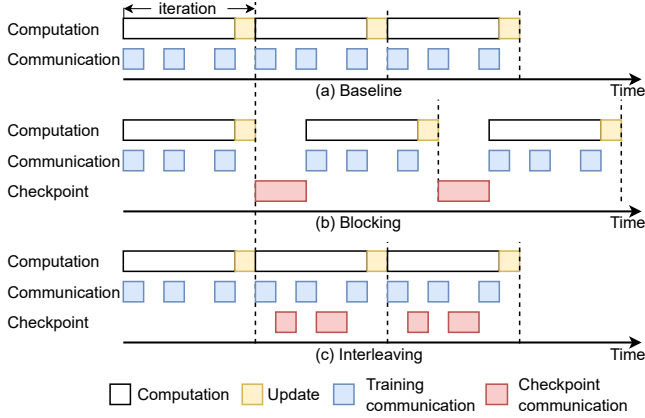 iteration
Computation
Communication
(a) Baseline
Time
Computation
Communication
Checkpoint
(b) Blocking
Time
Computation
Communication
Checkpoint
(c) Interleaving
Time
Computation
Update
Training communication
Checkpoint communication